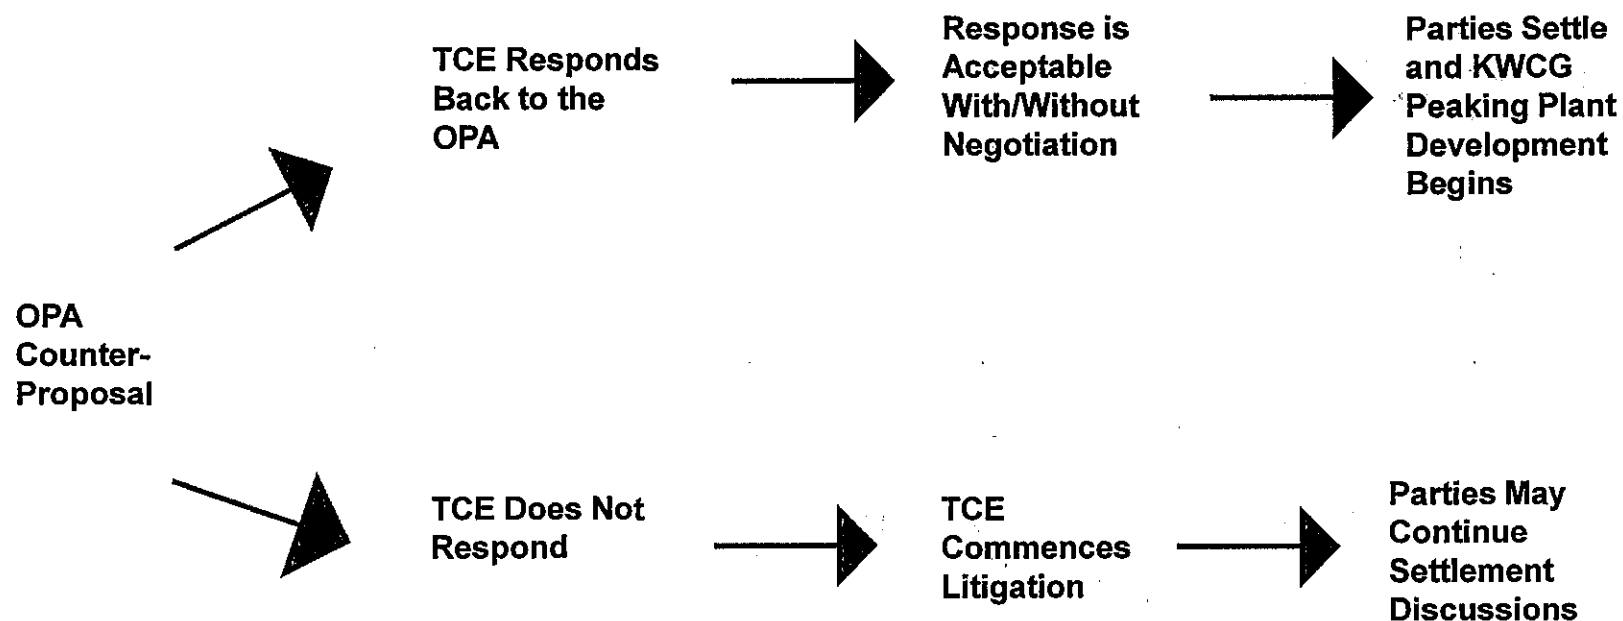 TCE Responds
Back to the
OPA
Response is
Acceptable
With/Without
Negotiation
Parties Settle
and KWCG
Peaking Plant
Development
Begins
OPA
Counter-
Proposal
TCE Does Not
Respond
TCE
Commences
Litigation
Parties May
Continue
Settlement
Discussions